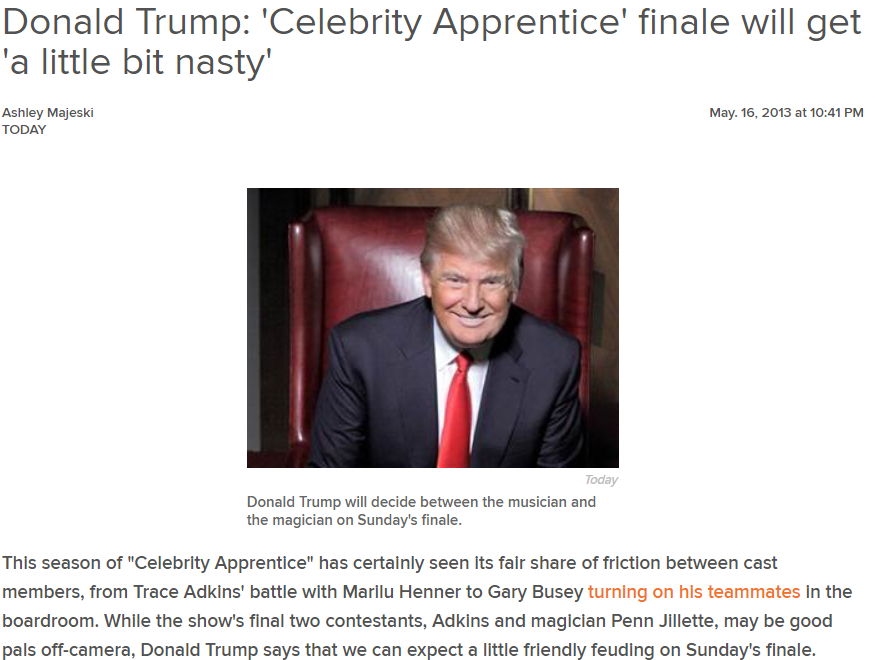 Donald Trump: 'Celebrity Apprentice' finale will get
'a little bit nasty'
Ashley Majeski
TODAY
May. 16, 2013 at 10:41 PM
Today
Donald Trump will decide between the musician and
the magician on Sunday's finale.
This season of "Celebrity Apprentice" has certainly seen its fair share of friction between cast
members, from Trace Adkins' battle with Marilu Henner to Gary Busey turning on his teammates in the
boardroom. While the show's final two contestants, Adkins and magician Penn Jillette, may be good
pals off-camera, Donald Trump says that we can expect a little friendly feuding on Sunday's finale.